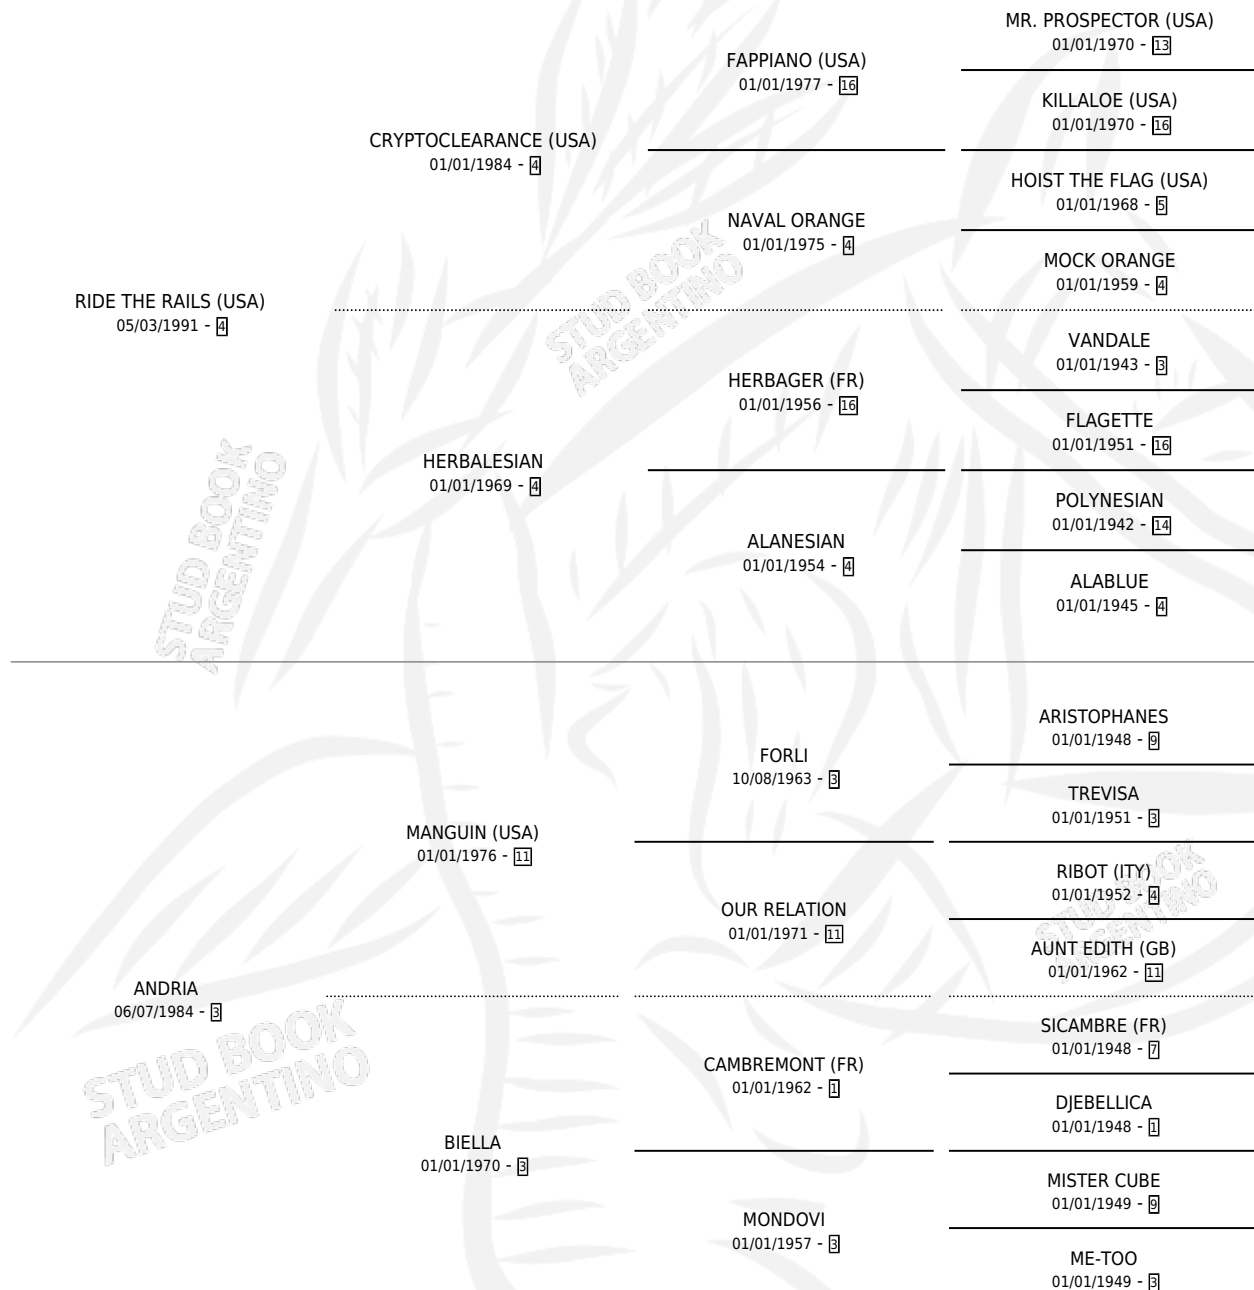 MR. PROSPECTOR (USA)
01/01/1970 - 13
FAPPIANO (USA)
01/01/1977 - 16
KILLALOE (USA)
01/01/1970 - 16
CRYPTOCLEARANCE (USA)
01/01/1984 - 4
HOIST THE FLAG (USA)
01/01/1968 - 5
NAVAL ORANGE
01/01/1975 - 4
MOCK ORANGE
01/01/1959 - 4
RIDE THE RAILS (USA)
05/03/1991 - 4
VANDALE
01/01/1943 - 3
HERBAGER (FR)
01/01/1956 - 16
FLAGETTE
01/01/1951 - 16
HERBALESIAN
01/01/1969 - 4
POLYNESIAN
01/01/1942 - 14
ALANESIAN
01/01/1954 - 4
ALABLUE
01/01/1945 - 4
STUD BOOK
ARGENTINO
STUD BOOK
ARGENTINO
ARISTOPHANES
01/01/1948 - 9
FORLI
10/08/1963 - 3
TREVISA
01/01/1951 - 3
MANGUIN (USA)
01/01/1976 - 11
RIBOT (ITY)
01/01/1952 - 4
OUR RELATION
01/01/1971 - 11
AUNT EDITH (GB)
01/01/1962 - 11
STUD BOOK
ARGENTINO
ANDRIA
06/07/1984 - 3
SICAMBRE (FR)
01/01/1948 - 7
CAMBREMONT (FR)
01/01/1962 - 1
DJEBELLICA
01/01/1948 - 1
BIELLA
01/01/1970 - 3
MISTER CUBE
01/01/1949 - 9
MONDOVI
01/01/1957 - 3
ME-TOO
01/01/1949 - 3
STUD BOOK
ARGENTINO